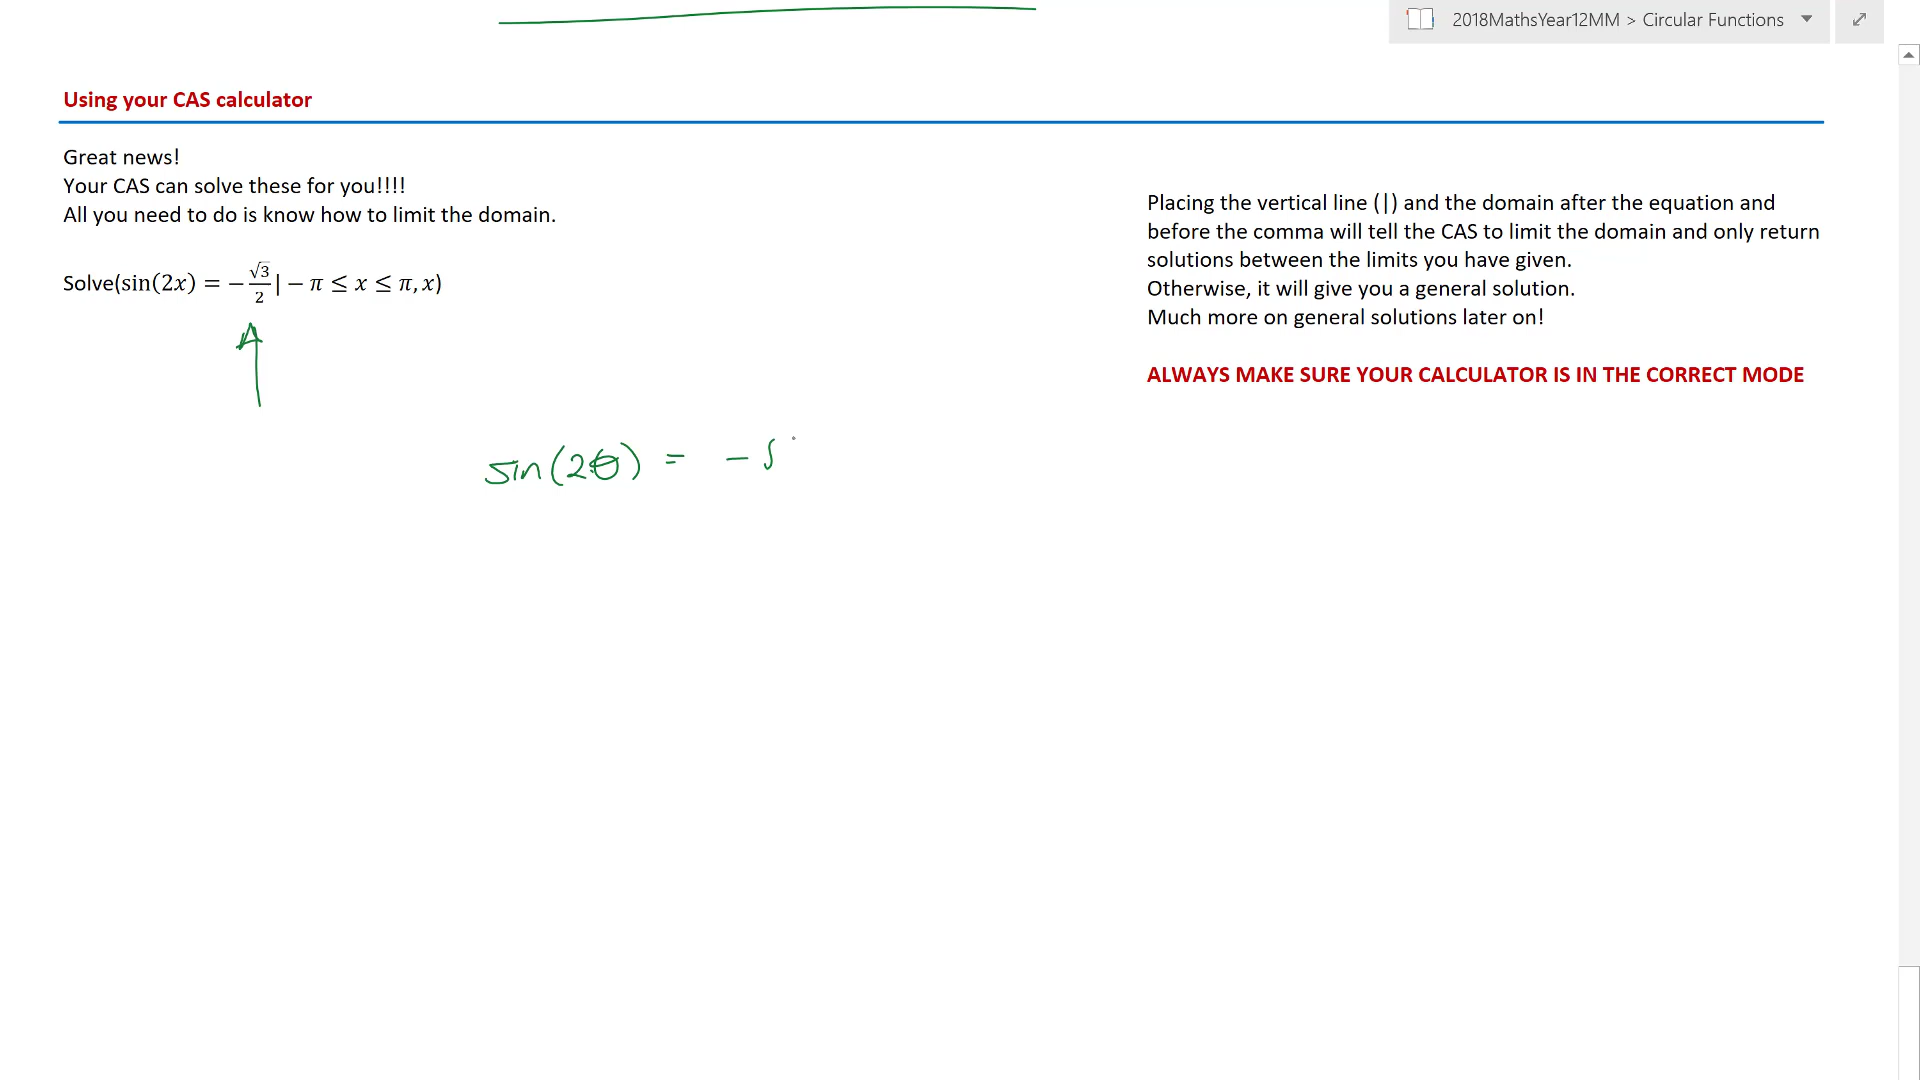 2018MathsYear12MM > Circular Functions
Using your CAS calculator
Great news!
Your CAS can solve these for you!!!!
All you need to do is know how to limit the domain.
Solve(sin(2x) = −√3/2 | − π ≤ x ≤ π, x)
Placing the vertical line (|) and the domain after the equation and
before the comma will tell the CAS to limit the domain and only return
solutions between the limits you have given.
Otherwise, it will give you a general solution.
Much more on general solutions later on!
ALWAYS MAKE SURE YOUR CALCULATOR IS IN THE CORRECT MODE
sin(2θ) = −